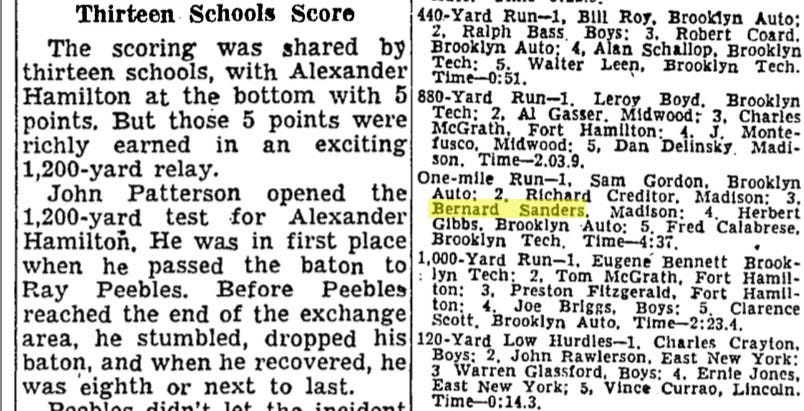 Thirteen Schools Score
The scoring was shared by
thirteen schools, with Alexander
Hamilton at the bottom with 5
points. But those 5 points were
richly earned in an exciting
1,200-yard relay.
John Patterson opened the
1,200-yard test for Alexander
Hamilton. He was in first place
when he passed the baton to
Ray Peebles. Before Peebles
reached the end of the exchange
area, he stumbled, dropped his
baton, and when he recovered, he
was eighth or next to last.
Peebles didn't let the incident
440-Yard Run—1, Bill Roy, Brooklyn Auto;
2, Ralph Bass, Boys; 3, Robert Coard,
Brooklyn Auto; 4, Alan Schallop, Brooklyn
Tech; 5, Walter Leen, Brooklyn Tech.
Time—0:51.
880-Yard Run—1, Leroy Boyd, Brooklyn
Tech; 2, Al Gasser, Midwood; 3, Charles
McGrath, Fort Hamilton; 4, J. Monte-
fusco, Midwood; 5, Dan Delinsky, Madi-
son. Time—2.03.9.
One-mile Run—1, Sam Gordon, Brooklyn
Auto; 2, Richard Creditor, Madison; 3,
Bernard Sanders, Madison; 4, Herbert
Gibbs, Brooklyn Auto; 5, Fred Calabrese,
Brooklyn Tech. Time—4:37.
1,000-Yard Run—1, Eugene Bennett Brook-
lyn Tech; 2, Tom McGrath, Fort Hamil-
ton; 3, Preston Fitzgerald, Fort Hamil-
ton; 4, Joe Briggs, Boys; 5, Clarence
Scott, Brooklyn Auto, Time—2:23.4.
120-Yard Low Hurdles—1, Charles Crayton,
Boys; 2, John Rawlerson, East New York;
3 Warren Glassford, Boys; 4, Ernie Jones,
East New York; 5, Vince Currao, Lincoln.
Time—0:14.3.